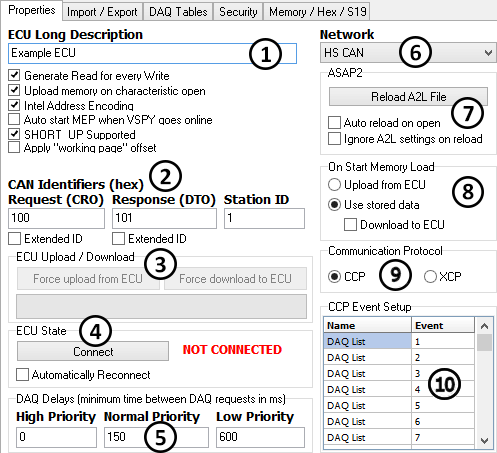 Properties Import / Export DAQ Tables Security Memory / Hex / S19
ECU Long Description
Example ECU
1
Generate Read for every Write
Upload memory on characteristic open
Intel Address Encoding
Auto start MEP when VSPY goes online
SHORT_UP Supported
Apply "working page" offset
2
CAN Identifiers (hex)
Request (CRO) Response (DTO) Station ID
100 101 1
Extended ID Extended ID
ECU Upload / Download
3
Force upload from ECU Force download to ECU
ECU State
4
Connect NOT CONNECTED
Automatically Reconnect
DAQ Delays (minimum time between DAQ requests in ms)
High Priority Normal Priority Low Priority
0 150 5 600
Network
HS CAN 6
ASAP2
Reload A2L File
7
Auto reload on open
Ignore A2L settings on reload
On Start Memory Load
Upload from ECU
8
Use stored data
Download to ECU
Communication Protocol
CCP 9 XCP
CCP Event Setup
Name Event
DAQ List 1
DAQ List 2
DAQ List 3
DAQ List 4
10
DAQ List 5
DAQ List 6
DAQ List 7